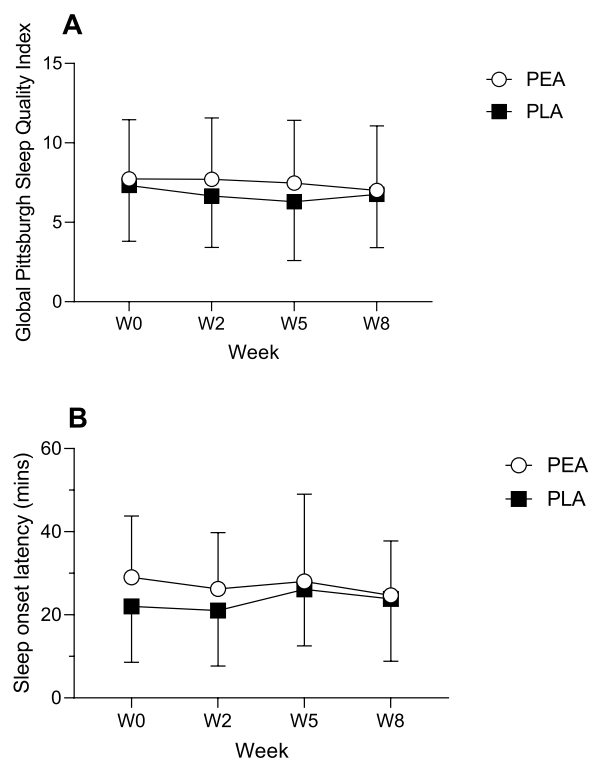 A
Global Pittsburgh Sleep Quality Index
15
10
5
0
W0 W2 W5 W8
Week
PEA
PLA
B
Sleep onset latency (mins)
60
40
20
0
W0 W2 W5 W8
Week
PEA
PLA